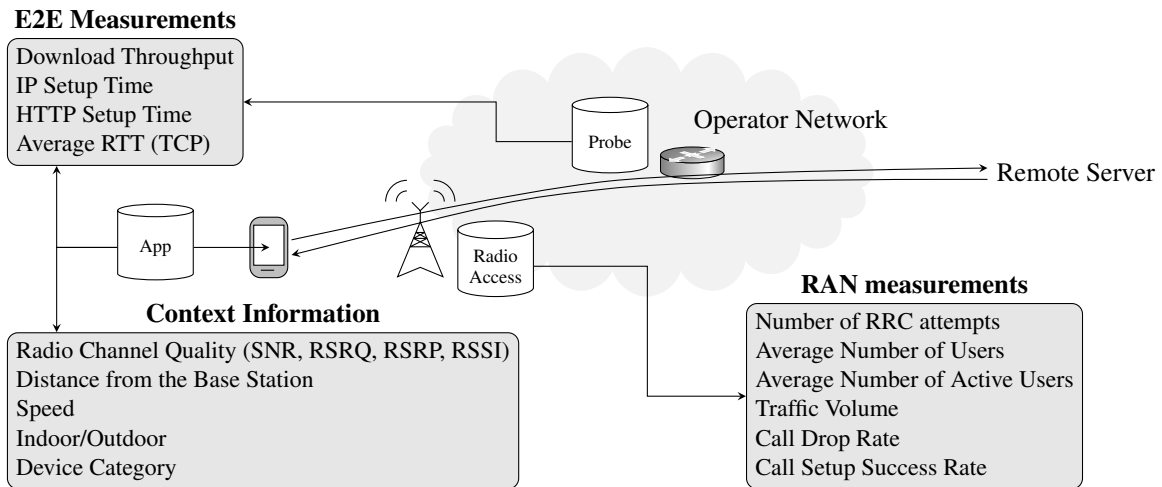 E2E Measurements
Download Throughput
IP Setup Time
HTTP Setup Time
Average RTT (TCP)
Probe
Operator Network
Remote Server
App
Radio
Access
Context Information
Radio Channel Quality (SNR, RSRQ, RSRP, RSSI)
Distance from the Base Station
Speed
Indoor/Outdoor
Device Category
RAN measurements
Number of RRC attempts
Average Number of Users
Average Number of Active Users
Traffic Volume
Call Drop Rate
Call Setup Success Rate